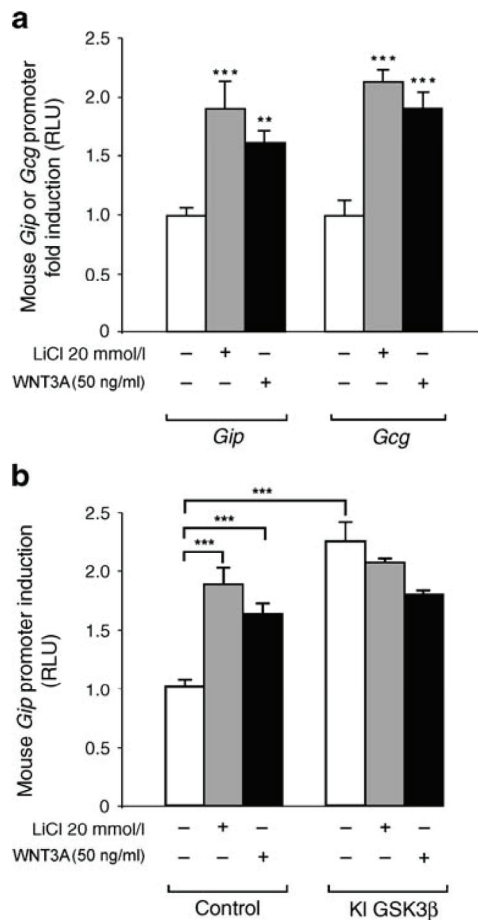 a
Mouse Gip or Gcg promoter
fold induction (RLU)
2.5
2.0
1.5
1.0
0.5
0
***
**
***
***
LiCl 20 mmol/l – + – – + –
WNT3A (50 ng/ml) – – + – – +
Gip Gcg
b
Mouse Gip promoter induction
(RLU)
2.5
2.0
1.5
1.0
0.5
0
***
***
***
LiCl 20 mmol/l – + – – + –
WNT3A (50 ng/ml) – – + – – +
Control KI GSK3β